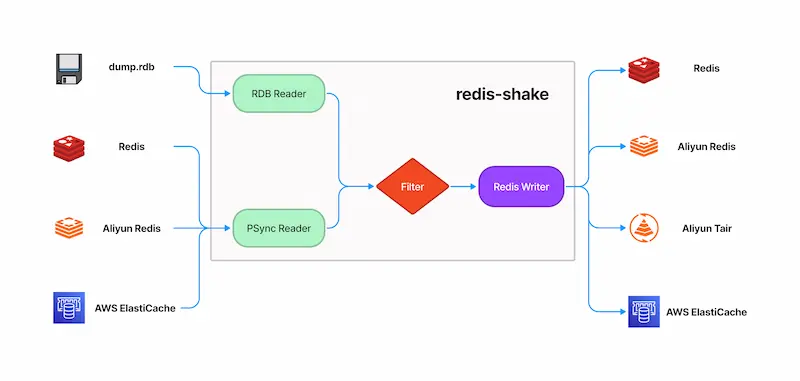 dump.rdb
Redis
Aliyun Redis
AWS ElastiCache
redis-shake
RDB Reader
PSync Reader
Filter
Redis Writer
Redis
Aliyun Redis
Aliyun Tair
AWS ElastiCache